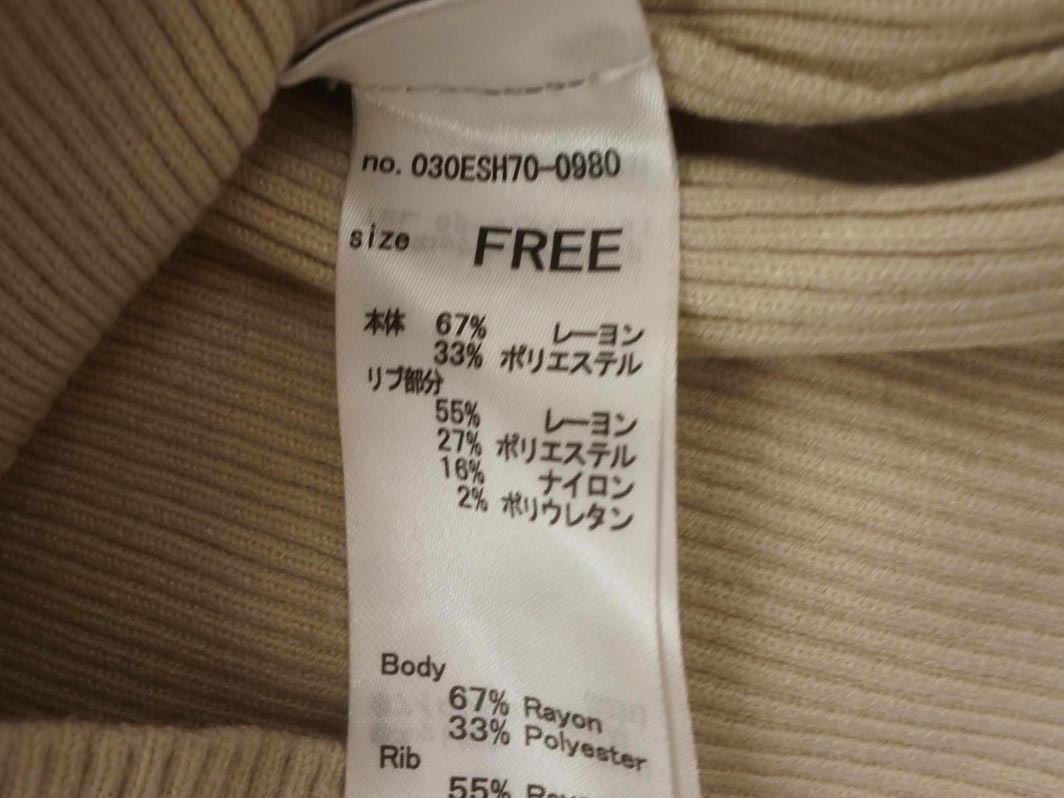 no. 030ESH70-0980
size FREE
本体 67% レーヨン
33% ポリエステル
リブ部分
55% レーヨン
27% ポリエステル
16% ナイロン
2% ポリウレタン
Body
67% Rayon
33% Polyester
Rib
55%